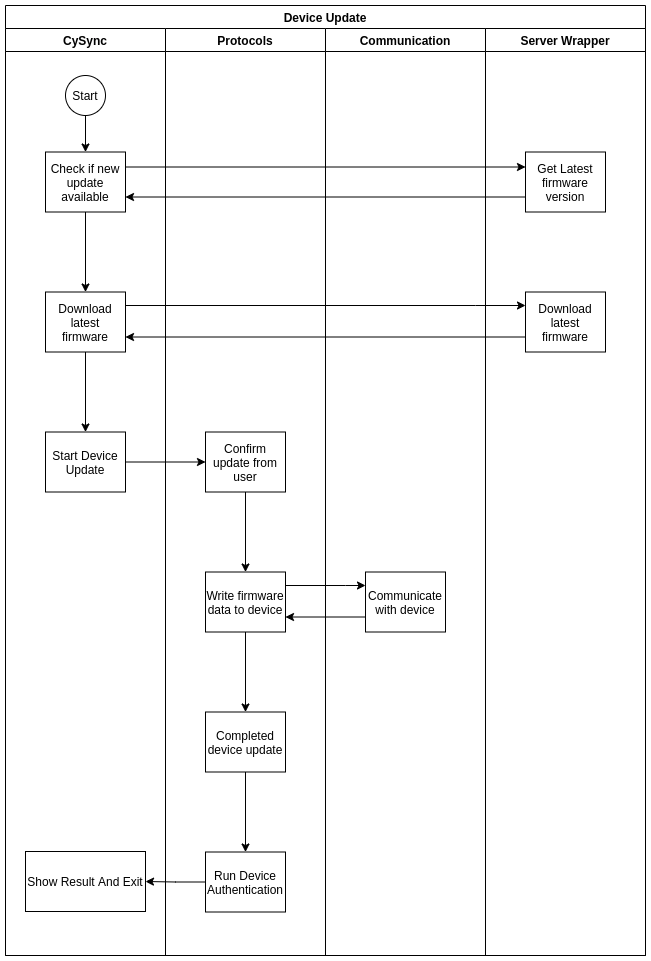 Device Update
CySync
Protocols
Communication
Server Wrapper
Start
Check if new
update
available
Get Latest
firmware
version
Download
latest
firmware
Download
latest
firmware
Start Device
Update
Confirm
update from
user
Write firmware
data to device
Communicate
with device
Completed
device update
Show Result And Exit
Run Device
Authentication